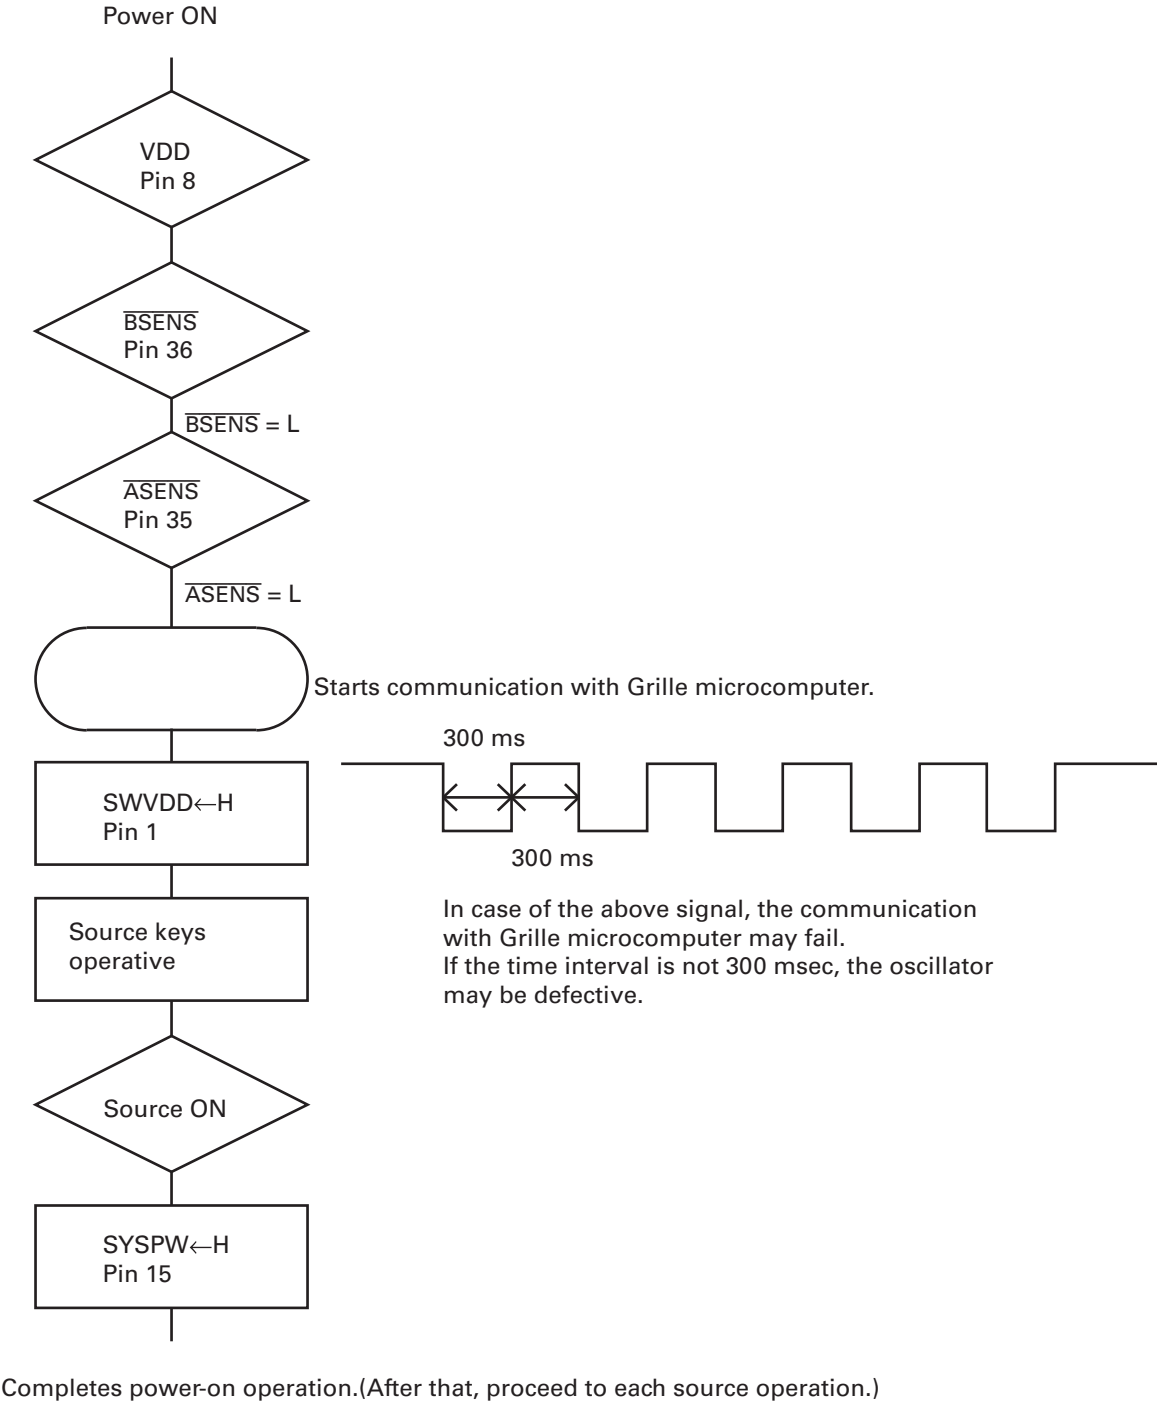 Power ON
VDD
Pin 8
BSENS
Pin 36
BSENS = L
ASENS
Pin 35
ASENS = L
Starts communication with Grille microcomputer.
300 ms
SWVDD←H
Pin 1
300 ms
Source keys
operative
In case of the above signal, the communication
with Grille microcomputer may fail.
If the time interval is not 300 msec, the oscillator
may be defective.
Source ON
SYSPW←H
Pin 15
Completes power-on operation.(After that, proceed to each source operation.)